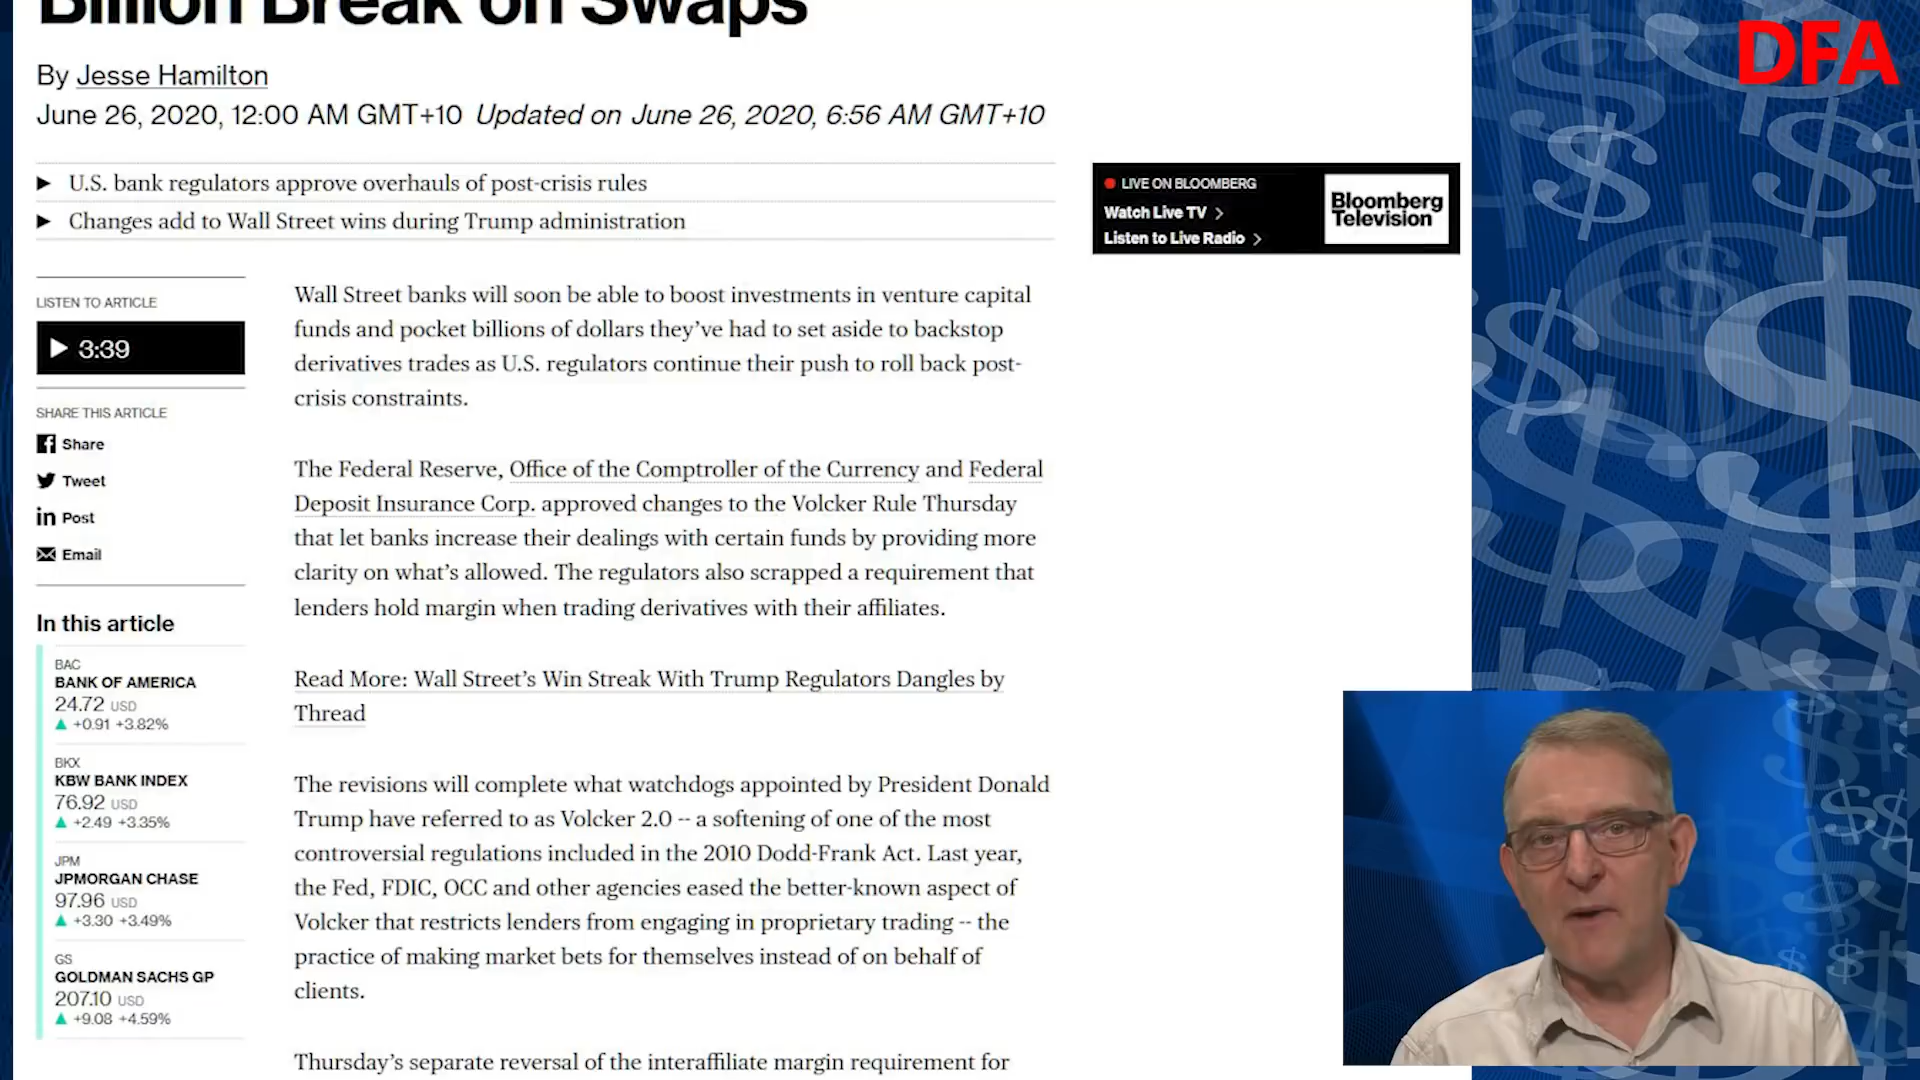 Billion Break on Swaps
DFA
By Jesse Hamilton
June 26, 2020, 12:00 AM GMT+10 Updated on June 26, 2020, 6:56 AM GMT+10
► U.S. bank regulators approve overhauls of post-crisis rules
► Changes add to Wall Street wins during Trump administration
LIVE ON BLOOMBERG
Watch Live TV >
Listen to Live Radio >
Bloomberg
Television
LISTEN TO ARTICLE
3:39
SHARE THIS ARTICLE
Share
Tweet
Post
Email
In this article
BAC
BANK OF AMERICA
24.72 USD
▲ +0.91 +3.82%
BKX
KBW BANK INDEX
76.92 USD
▲ +2.49 +3.35%
JPM
JPMORGAN CHASE
97.96 USD
▲ +3.30 +3.49%
GS
GOLDMAN SACHS GP
207.10 USD
▲ +9.08 +4.59%
Wall Street banks will soon be able to boost investments in venture capital
funds and pocket billions of dollars they’ve had to set aside to backstop
derivatives trades as U.S. regulators continue their push to roll back post-
crisis constraints.
The Federal Reserve, Office of the Comptroller of the Currency and Federal
Deposit Insurance Corp. approved changes to the Volcker Rule Thursday
that let banks increase their dealings with certain funds by providing more
clarity on what’s allowed. The regulators also scrapped a requirement that
lenders hold margin when trading derivatives with their affiliates.
Read More: Wall Street’s Win Streak With Trump Regulators Dangles by
Thread
The revisions will complete what watchdogs appointed by President Donald
Trump have referred to as Volcker 2.0 -- a softening of one of the most
controversial regulations included in the 2010 Dodd-Frank Act. Last year,
the Fed, FDIC, OCC and other agencies eased the better-known aspect of
Volcker that restricts lenders from engaging in proprietary trading -- the
practice of making market bets for themselves instead of on behalf of
clients.
Thursday’s separate reversal of the interaffiliate margin requirement for